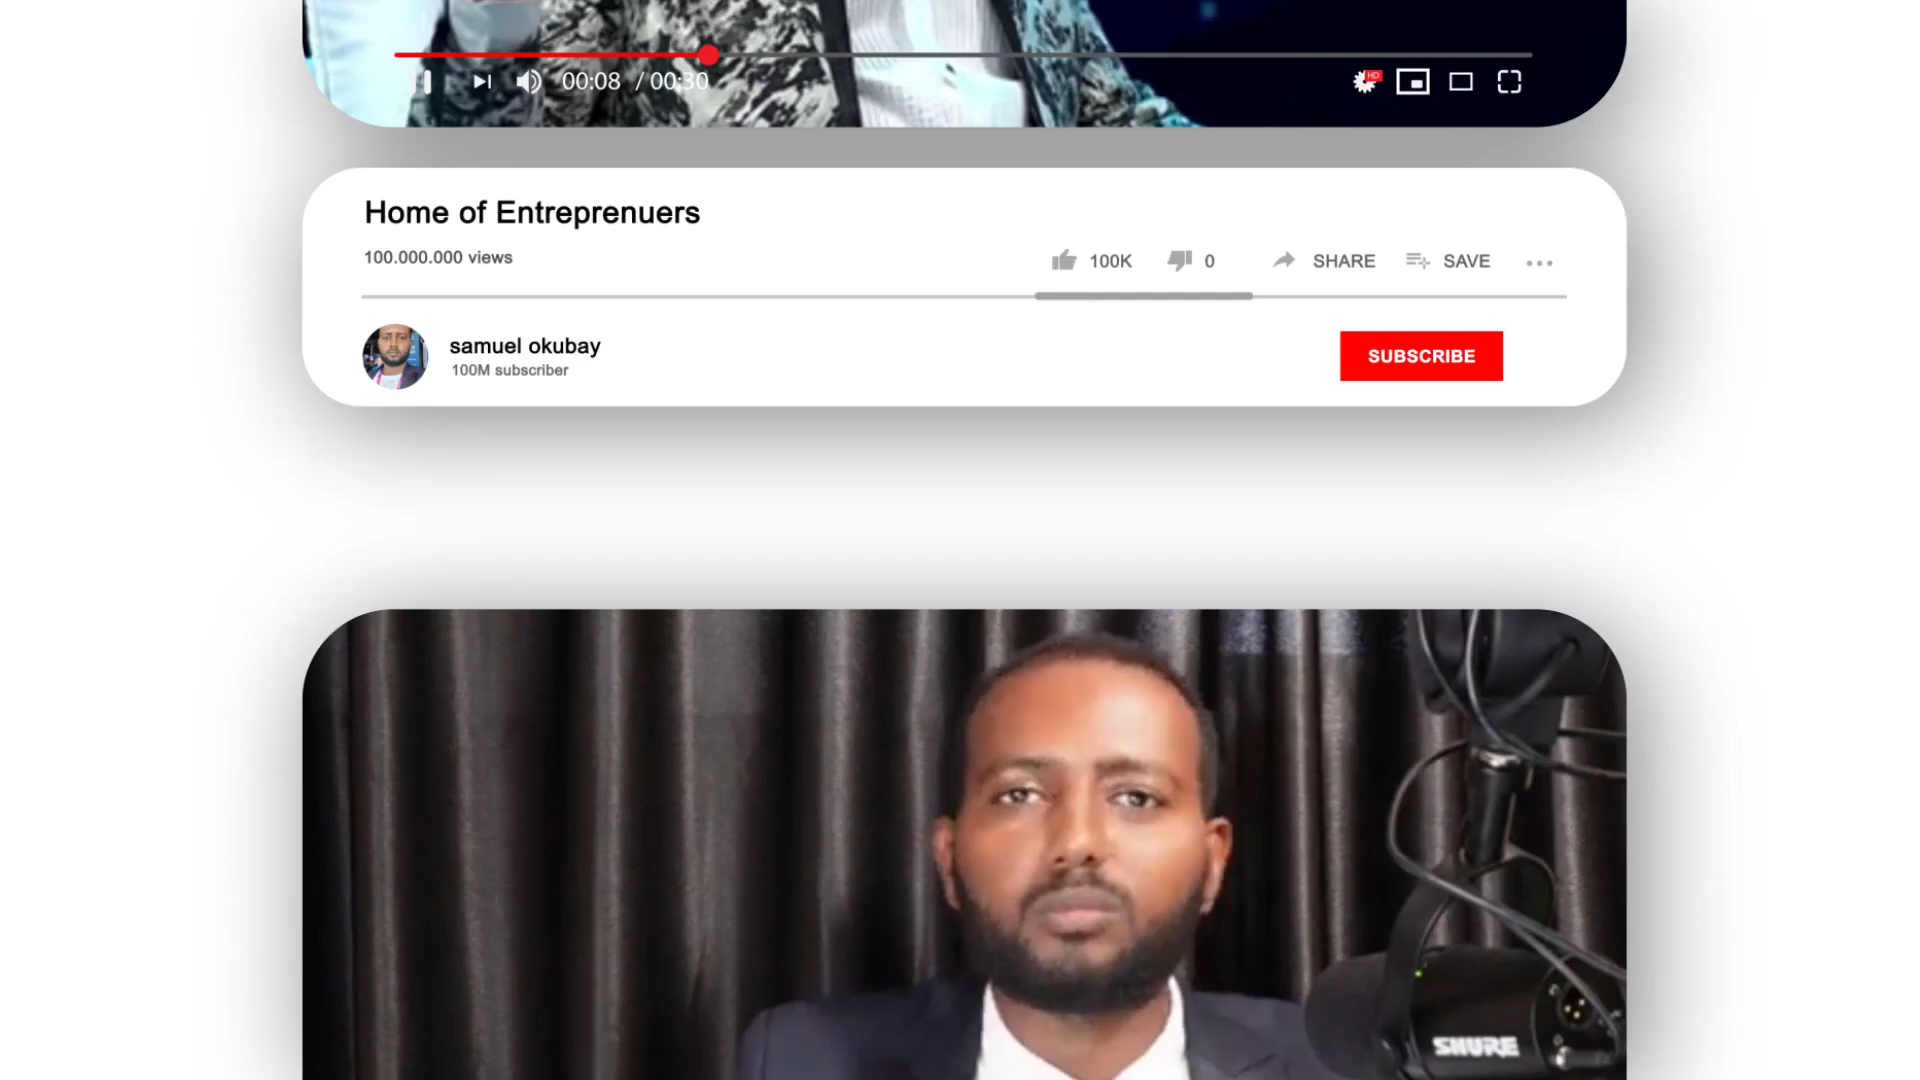 00:08 / 00:30
HD
Home of Entreprenuers
100.000.000 views
100K 0 SHARE SAVE
samuel okubay
100M subscriber
SUBSCRIBE
SHURE